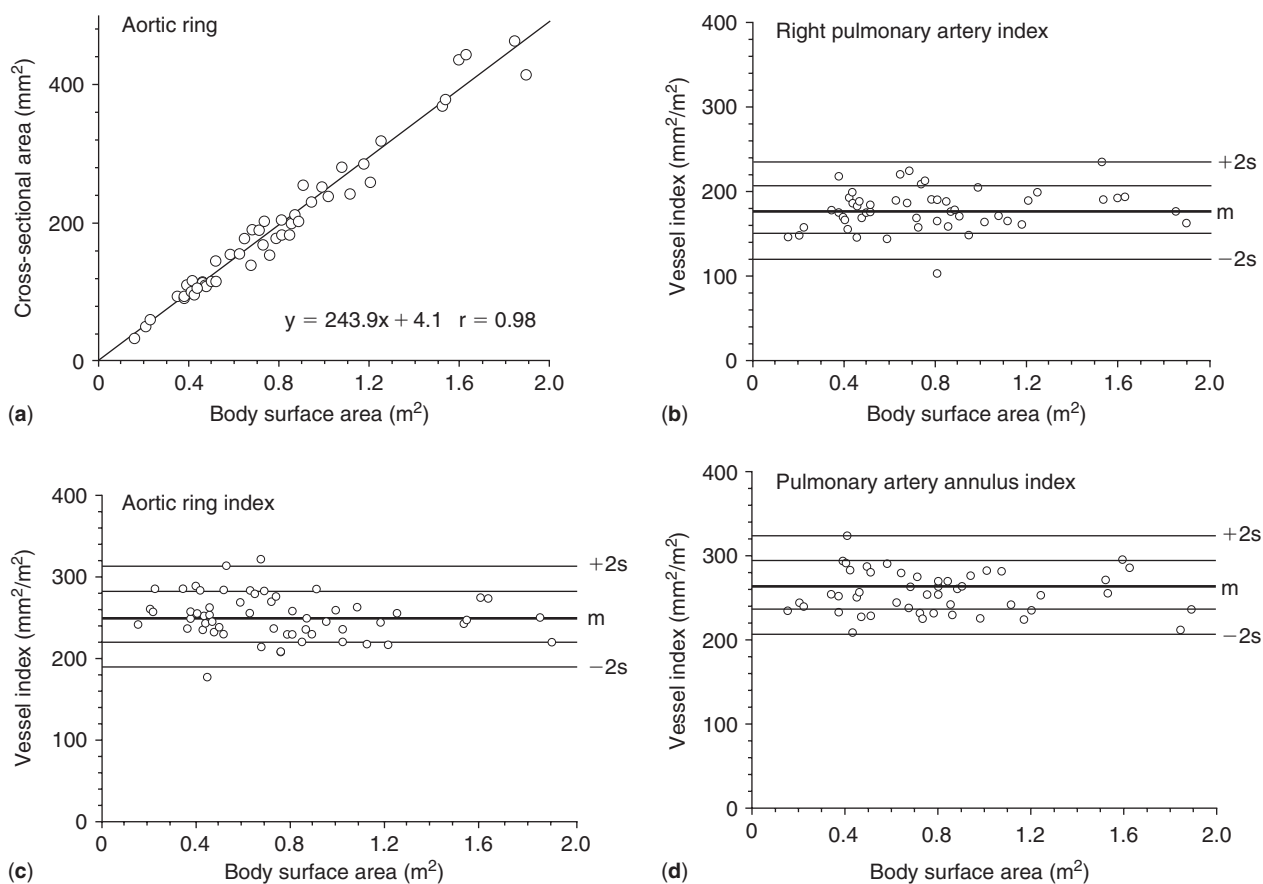 Aortic ring
Cross-sectional area (mm²)
400
200
0
y = 243.9x + 4.1 r = 0.98
0 0.4 0.8 1.2 1.6 2.0
(a) Body surface area (m²)
Right pulmonary artery index
Vessel index (mm²/m²)
400
300
200
100
0
+2s
m
−2s
0 0.4 0.8 1.2 1.6 2.0
(b) Body surface area (m²)
Aortic ring index
Vessel index (mm²/m²)
400
300
200
100
0
+2s
m
−2s
0 0.4 0.8 1.2 1.6 2.0
(c) Body surface area (m²)
Pulmonary artery annulus index
Vessel index (mm²/m²)
400
300
200
100
0
+2s
m
−2s
0 0.4 0.8 1.2 1.6 2.0
(d) Body surface area (m²)